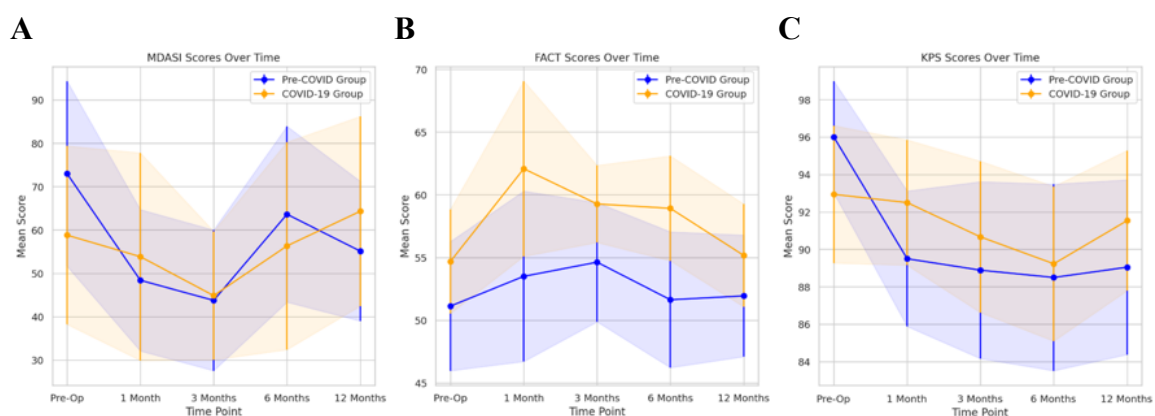 A
MDASI Scores Over Time
Pre-COVID Group
COVID-19 Group
Mean Score
90
80
70
60
50
40
30
Pre-Op
1 Month
3 Months
6 Months
12 Months
Time Point
B
FACT Scores Over Time
Pre-COVID Group
COVID-19 Group
Mean Score
70
65
60
55
50
45
Pre-Op
1 Month
3 Months
6 Months
12 Months
Time Point
C
KPS Scores Over Time
Pre-COVID Group
COVID-19 Group
Mean Score
98
96
94
92
90
88
86
84
Pre-Op
1 Month
3 Months
6 Months
12 Months
Time Point